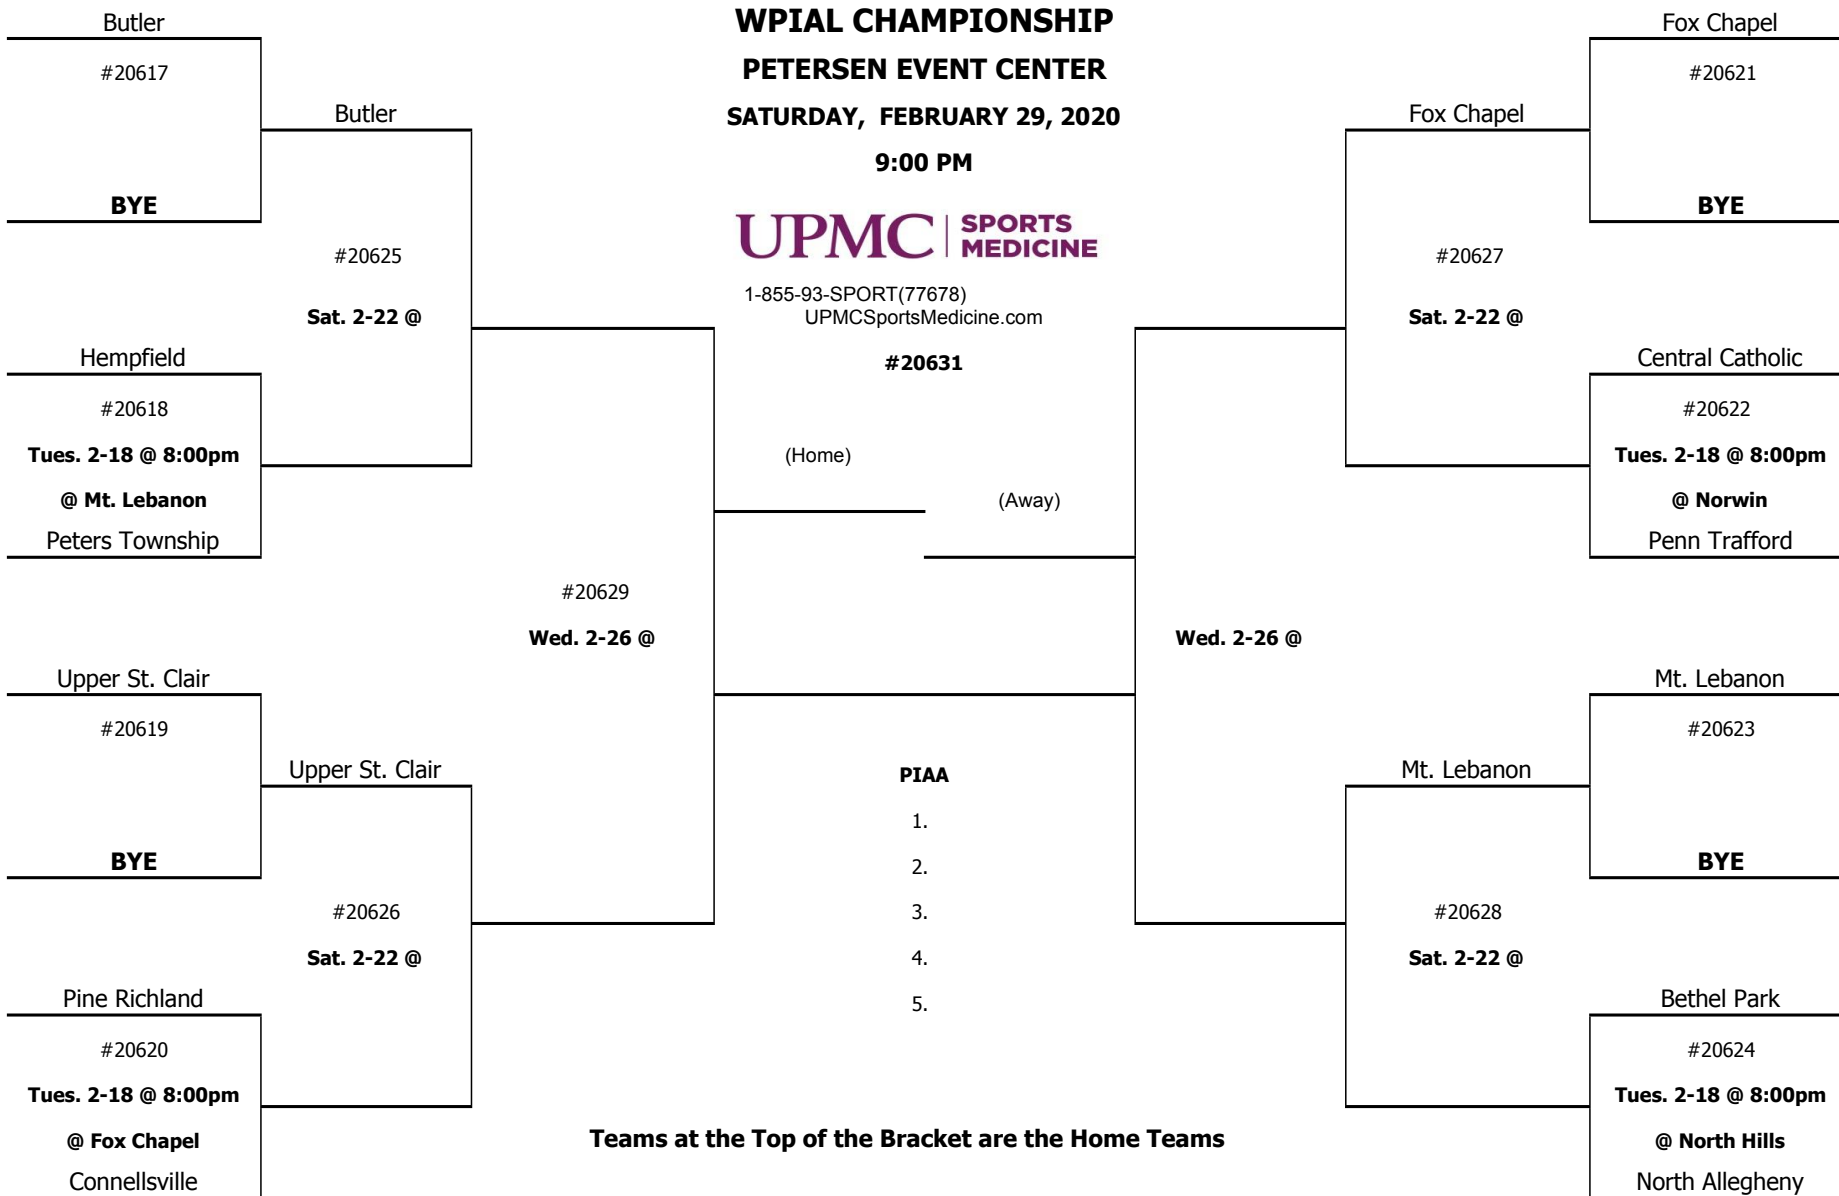 Butler
#20617
Butler
BYE
#20625
Sat. 2-22 @
Hempfield
#20618
Tues. 2-18 @ 8:00pm
@ Mt. Lebanon
Peters Township
#20629
Wed. 2-26 @
Upper St. Clair
#20619
Upper St. Clair
BYE
#20626
Sat. 2-22 @
Pine Richland
#20620
Tues. 2-18 @ 8:00pm
@ Fox Chapel
Connellsville
WPIAL CHAMPIONSHIP
PETERSEN EVENT CENTER
SATURDAY, FEBRUARY 29, 2020
9:00 PM
UPMC SPORTS
MEDICINE
1-855-93-SPORT(77678)
UPMCSportsMedicine.com
#20631
(Home)
(Away)
PIAA
1.
2.
3.
4.
5.
Teams at the Top of the Bracket are the Home Teams
Fox Chapel
#20621
Fox Chapel
BYE
#20627
Sat. 2-22 @
Central Catholic
#20622
Tues. 2-18 @ 8:00pm
@ Norwin
Penn Trafford
Wed. 2-26 @
Mt. Lebanon
#20623
Mt. Lebanon
BYE
#20628
Sat. 2-22 @
Bethel Park
#20624
Tues. 2-18 @ 8:00pm
@ North Hills
North Allegheny